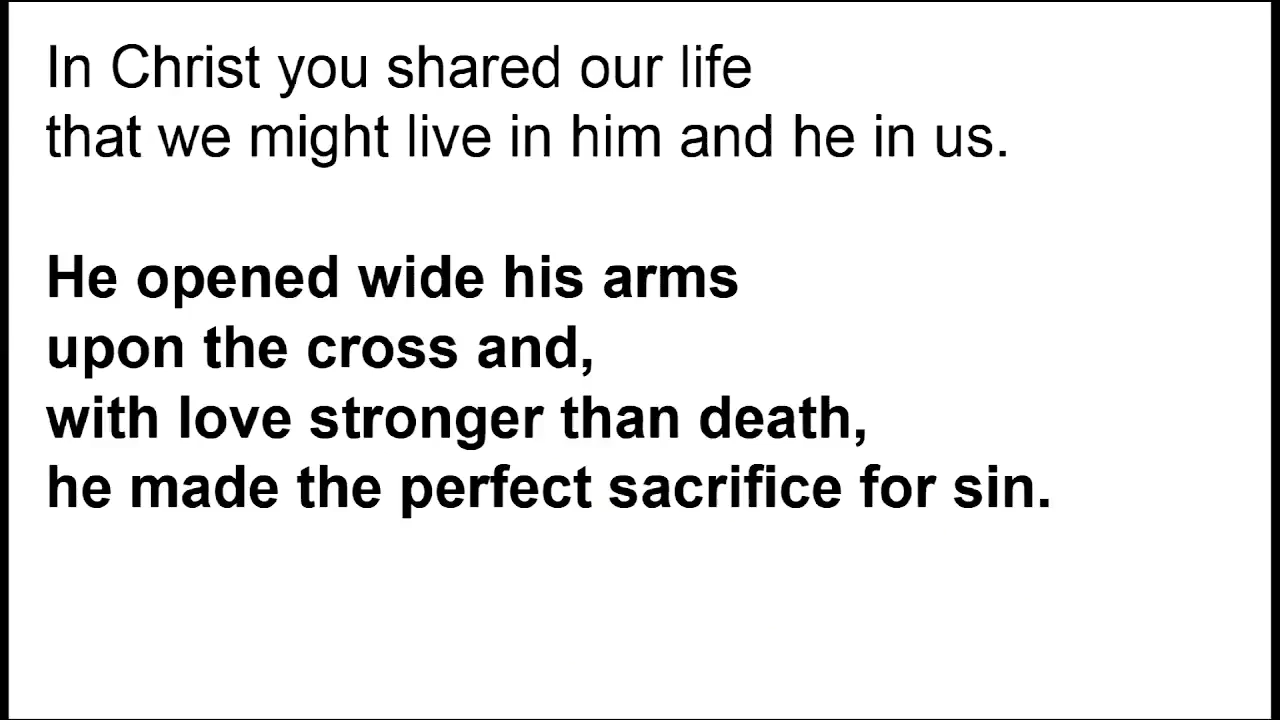 In Christ you shared our life
that we might live in him and he in us.
He opened wide his arms
upon the cross and,
with love stronger than death,
he made the perfect sacrifice for sin.